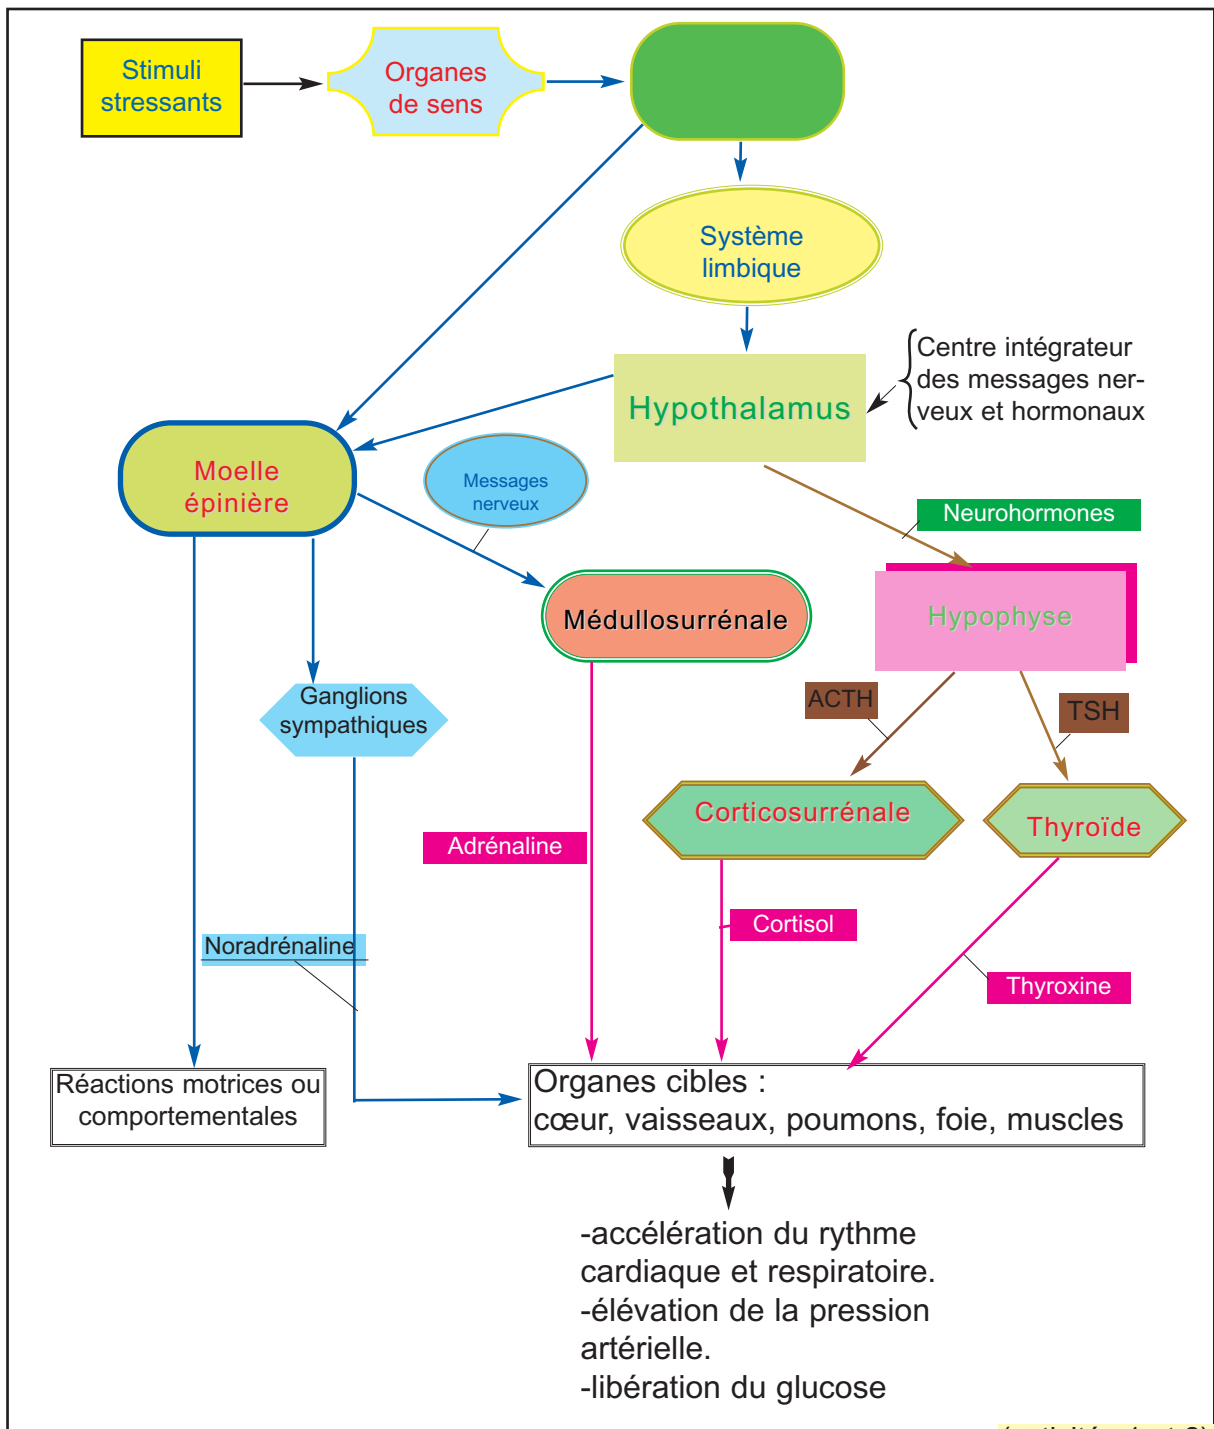 Stimuli
stressants
Organes
de sens
Système
limbique
Centre intégrateur
des messages ner-
veux et hormonaux
Hypothalamus
Moelle
épinière
Messages
nerveux
Neurohormones
Médullosurrénale
Hypophyse
Ganglions
sympathiques
ACTH
TSH
Corticosurrénale
Thyroïde
Adrénaline
Cortisol
Noradrénaline
Thyroxine
Réactions motrices ou
comportementales
Organes cibles :
cœur, vaisseaux, poumons, foie, muscles
-accélération du rythme
cardiaque et respiratoire.
-élévation de la pression
artérielle.
-libération du glucose